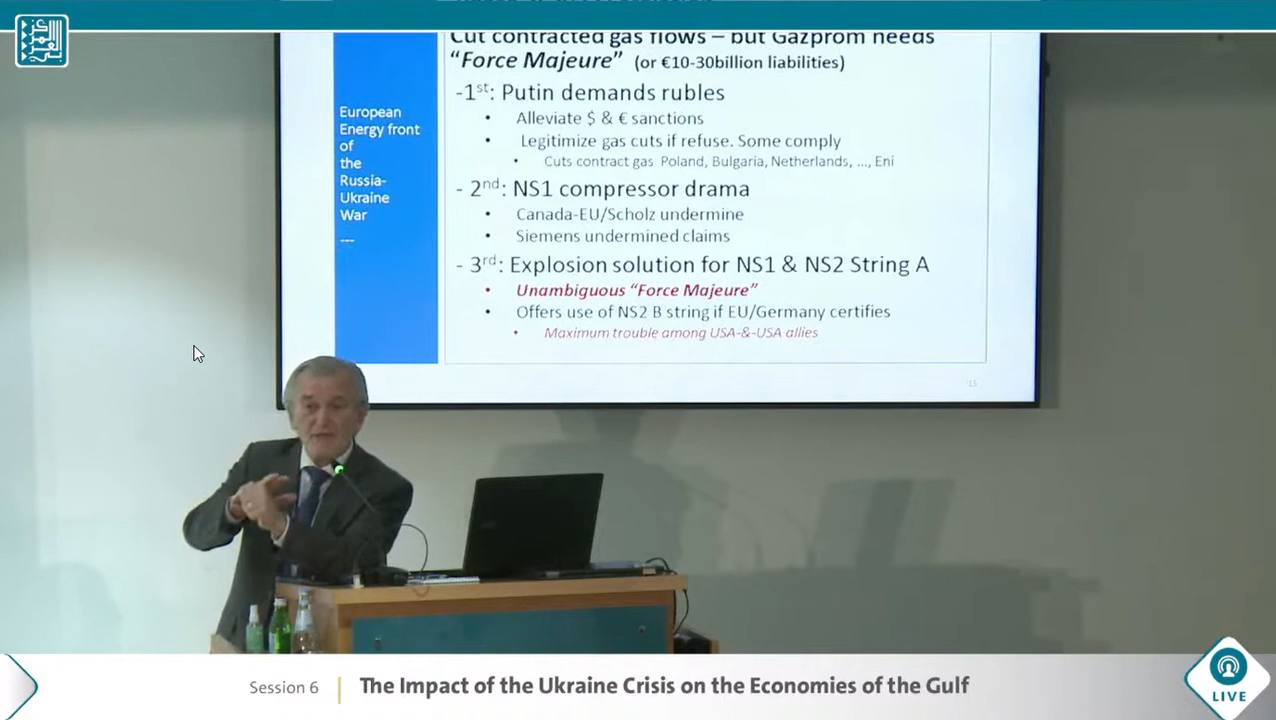 Cut contracted gas flows – but Gazprom needs
“Force Majeure” (or €10-30billion liabilities)
-1st: Putin demands rubles
• Alleviate $ & € sanctions
• Legitimize gas cuts if refuse. Some comply
• Cuts contract gas Poland, Bulgaria, Netherlands, ..., Eni
- 2nd: NS1 compressor drama
• Canada-EU/Scholz undermine
• Siemens undermined claims
- 3rd: Explosion solution for NS1 & NS2 String A
• Unambiguous “Force Majeure”
• Offers use of NS2 B string if EU/Germany certifies
• Maximum trouble among USA-&-USA allies
European
Energy front
of
the
Russia-
Ukraine
War
---
15
Session 6
The Impact of the Ukraine Crisis on the Economies of the Gulf
LIVE